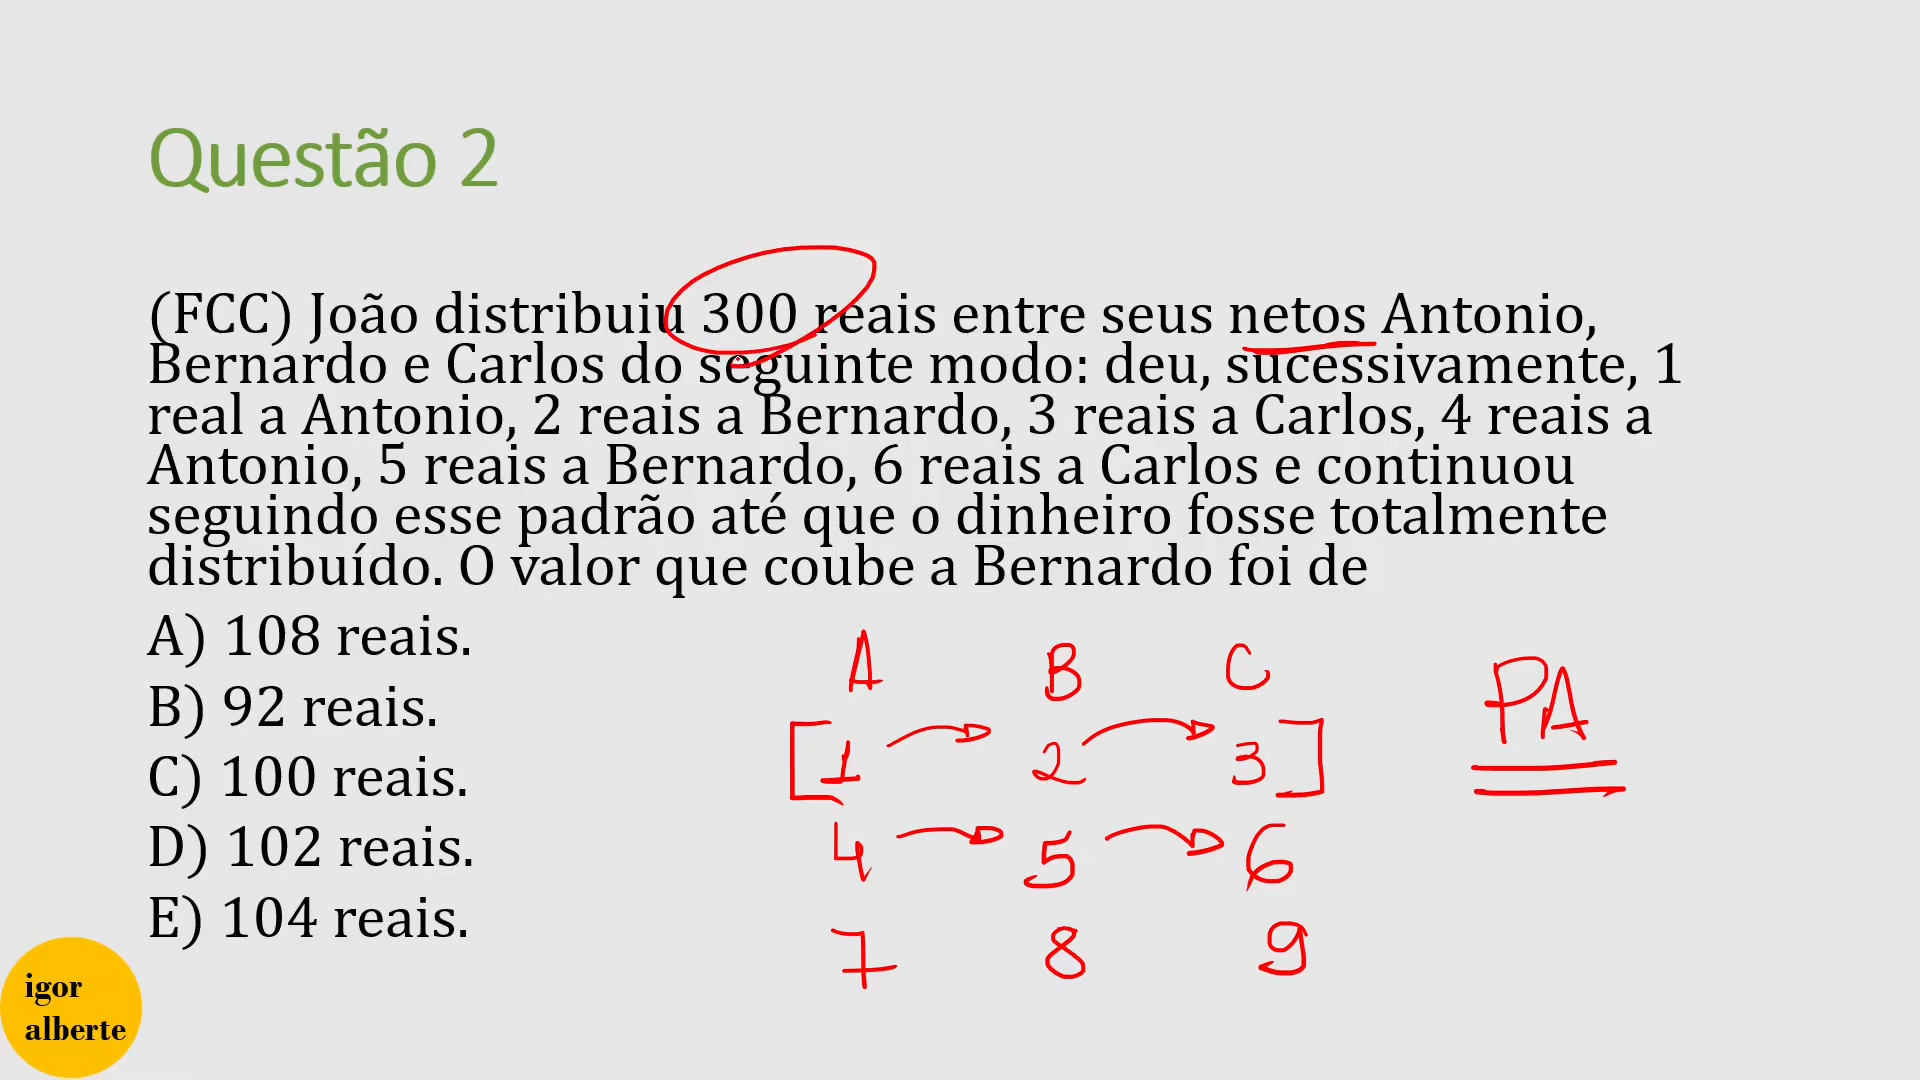 Questão 2
(FCC) João distribuiu 300 reais entre seus netos Antonio,
Bernardo e Carlos do seguinte modo: deu, sucessivamente, 1
real a Antonio, 2 reais a Bernardo, 3 reais a Carlos, 4 reais a
Antonio, 5 reais a Bernardo, 6 reais a Carlos e continuou
seguindo esse padrão até que o dinheiro fosse totalmente
distribuído. O valor que coube a Bernardo foi de
A) 108 reais.
B) 92 reais.
C) 100 reais.
D) 102 reais.
E) 104 reais.
A B C
[1 2 3]
4 5 6
7 8 9
PA
igor
alberte